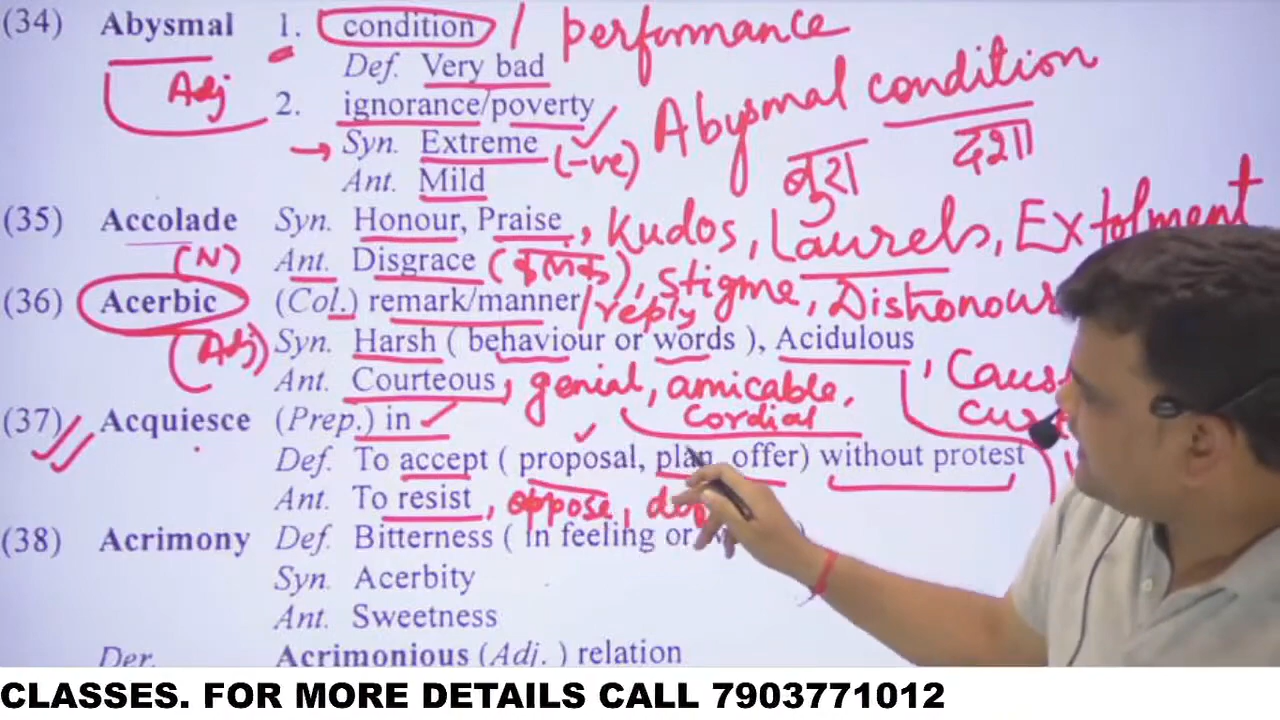 (34) Abysmal 1. condition / performance
Adj Def. Very bad
2. ignorance/poverty Abysmal condition
Syn. Extreme (-ve) बुरा दशा
Ant. Mild
(35) Accolade Syn. Honour, Praise, Kudos, Laurels, Extolment
(N) Ant. Disgrace (कलंक), stigme, Dishonour
(36) Acerbic (Col.) remark/manner/reply
(Adj) Syn. Harsh ( behaviour or words ), Acidulous
Ant. Courteous, genial, amicable, cordial
(37) Acquiesce (Prep.) in
Def. To accept ( proposal, plan, offer) without protest
Ant. To resist, oppose,
(38) Acrimony Def. Bitterness ( in feeling or
Syn. Acerbity
Ant. Sweetness
Der. Acrimonious (Adj. ) relation
CLASSES. FOR MORE DETAILS CALL 7903771012